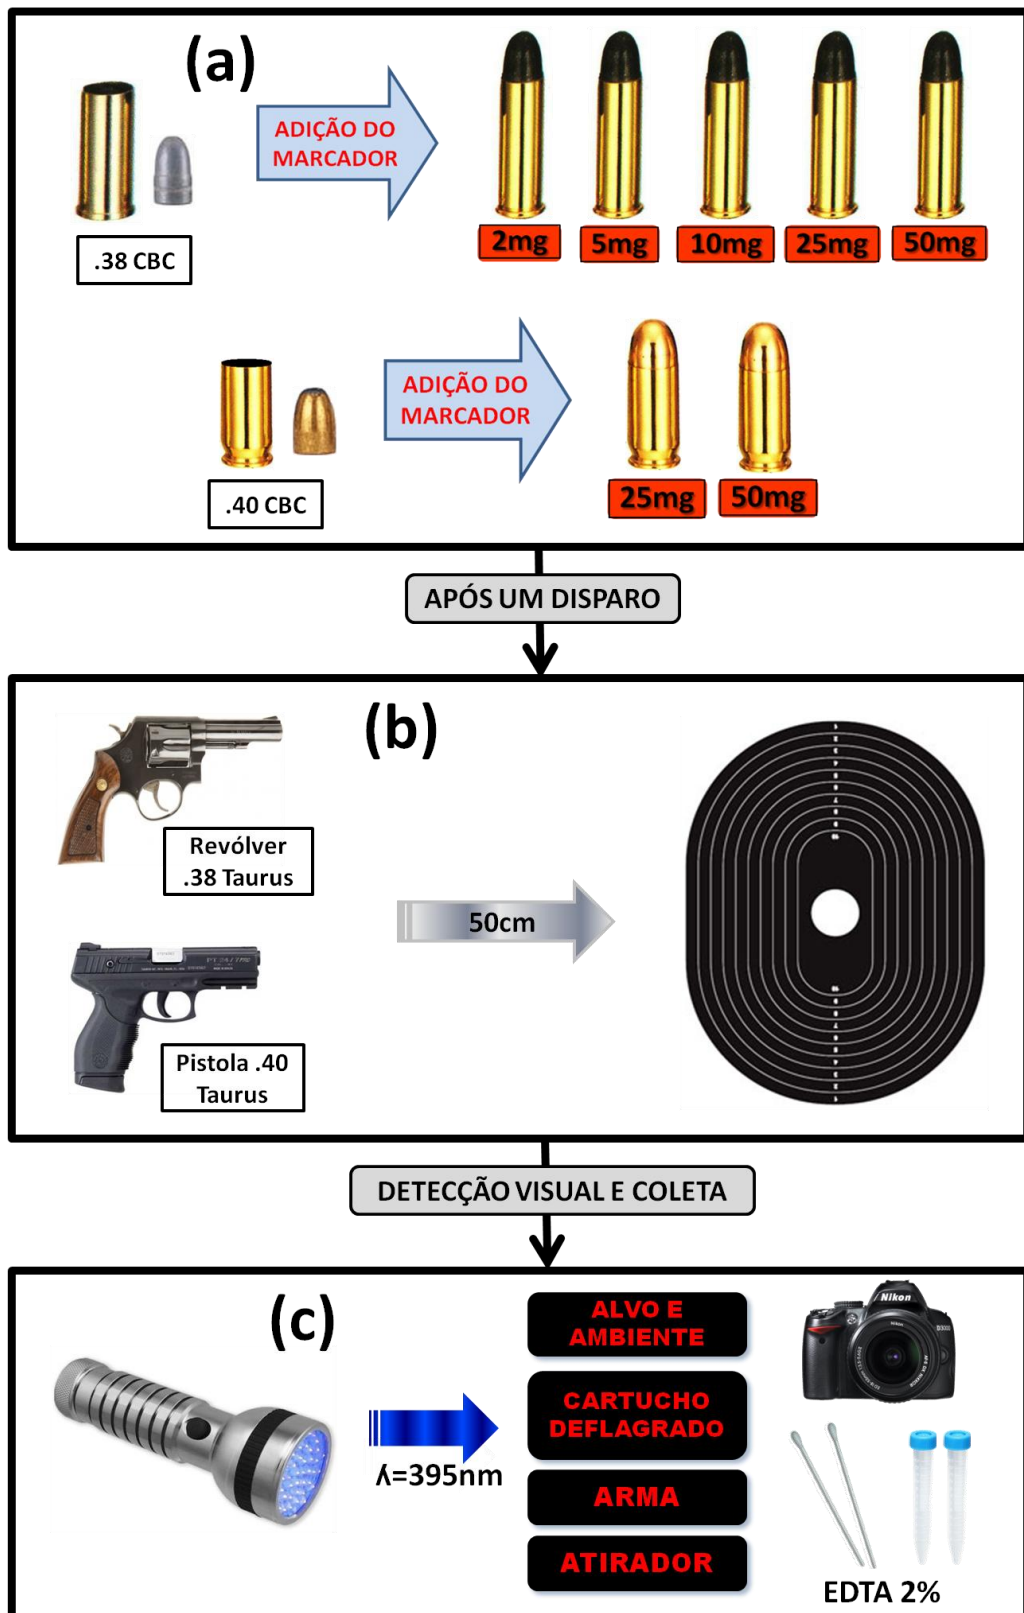 (a)
ADIÇÃO DO
MARCADOR
2mg
5mg
10mg
25mg
50mg
.38 CBC
ADIÇÃO DO
MARCADOR
25mg
50mg
.40 CBC
APÓS UM DISPARO
(b)
Revólver
.38 Taurus
50cm
Pistola .40
Taurus
DETECÇÃO VISUAL E COLETA
(c)
λ=395nm
ALVO E
AMBIENTE
CARTUCHO
DEFLAGRADO
ARMA
ATIRADOR
Nikon
EDTA 2%